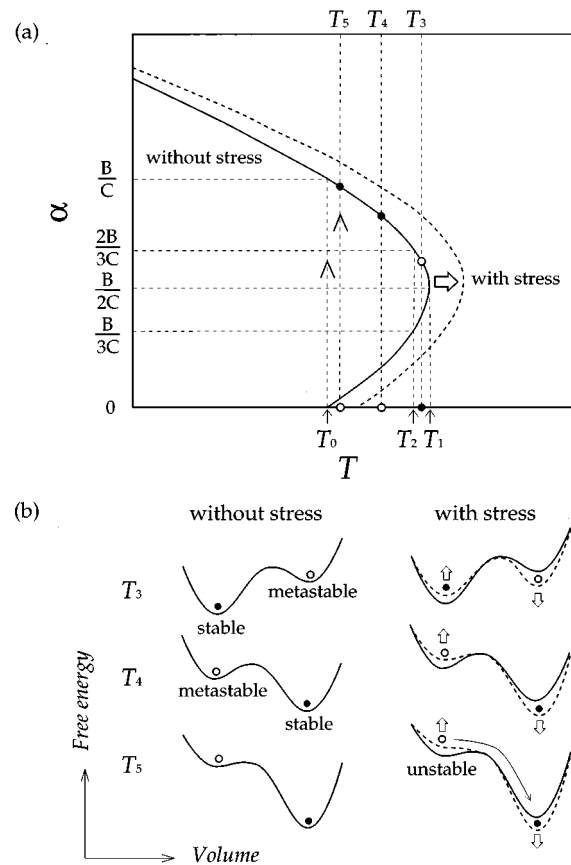 (a)
T₅ T₄ T₃
without stress
B/C
α
2B/3C
B/2C
with stress
B/3C
0
T₀ T₂ T₁
T
(b)
without stress with stress
T₃
metastable
stable
T₄
metastable
stable
T₅
unstable
Free energy
Volume